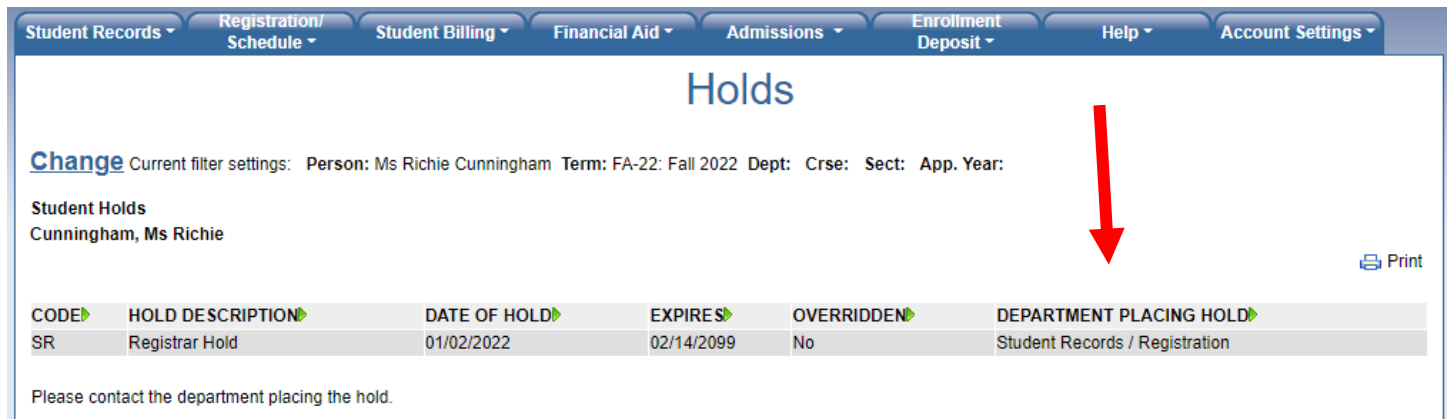 Student Records Registration/ Schedule Student Billing Financial Aid Admissions Enrollment Deposit Help Account Settings
Holds
Change Current filter settings: Person: Ms Richie Cunningham Term: FA-22: Fall 2022 Dept: Crse: Sect: App. Year:
Student Holds
Cunningham, Ms Richie
Print
CODE HOLD DESCRIPTION DATE OF HOLD EXPIRES OVERRIDDEN DEPARTMENT PLACING HOLD
SR Registrar Hold 01/02/2022 02/14/2099 No Student Records / Registration
Please contact the department placing the hold.